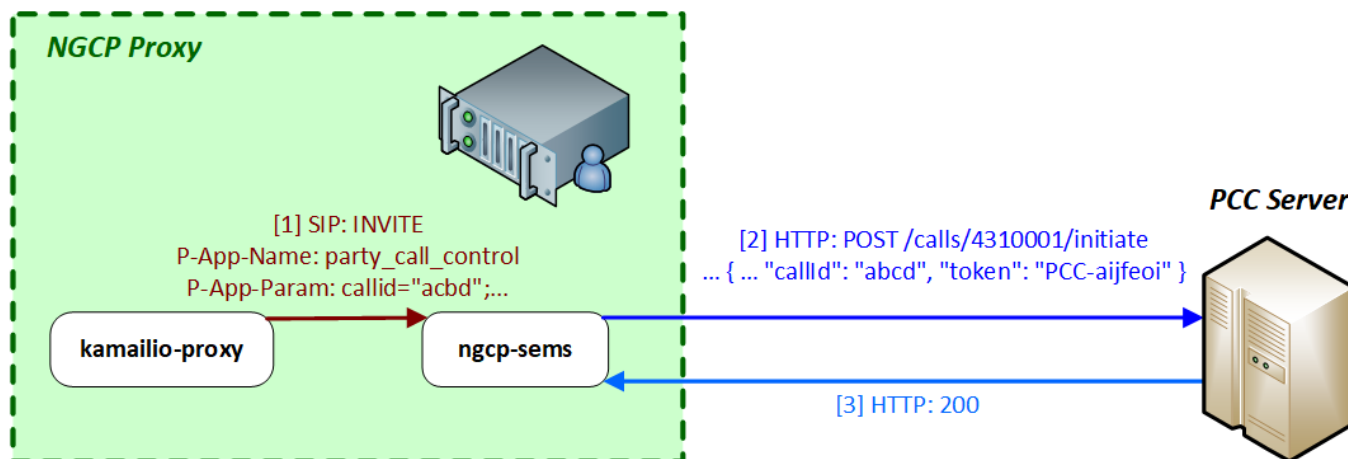 NGCP Proxy
[1] SIP: INVITE
P-App-Name: party_call_control
P-App-Param: callid="acbd";...
kamailio-proxy
ngcp-sems
PCC Server
[2] HTTP: POST /calls/4310001/initiate
... { ... "callId": "abcd", "token": "PCC-aijfeoi" }
[3] HTTP: 200